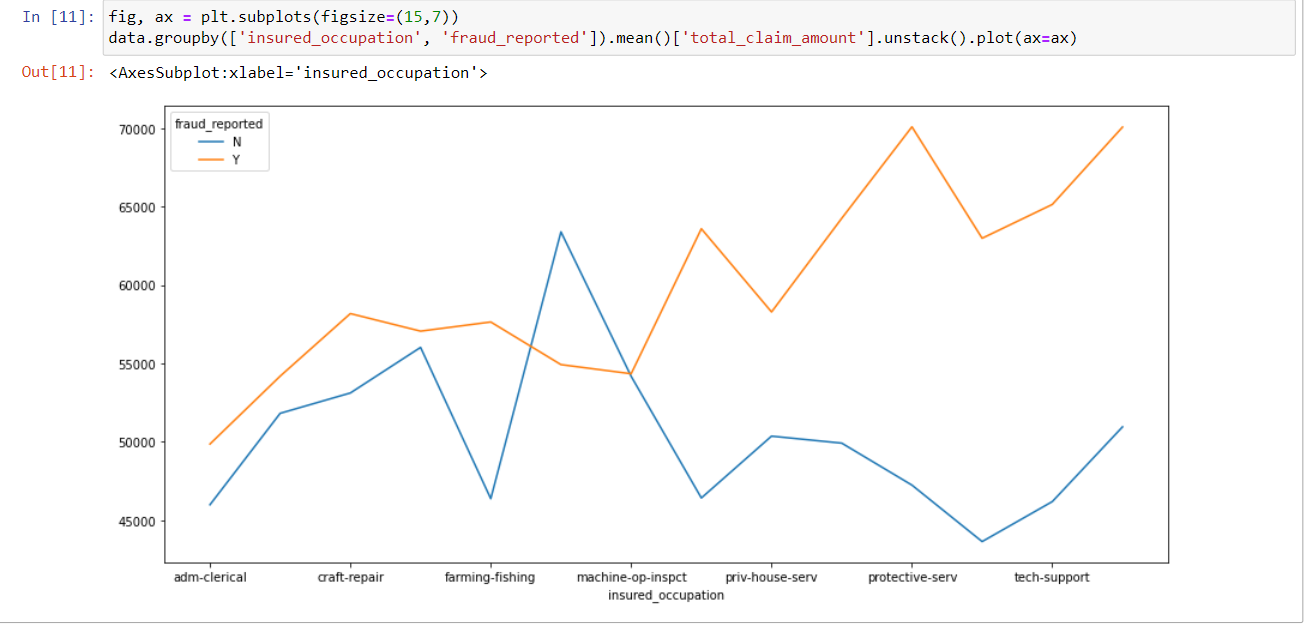 In [11]: fig, ax = plt.subplots(figsize=(15,7))
data.groupby(['insured_occupation', 'fraud_reported']).mean()['total_claim_amount'].unstack().plot(ax=ax)
Out[11]: <AxesSubplot:xlabel='insured_occupation'>
fraud_reported
N
Y
70000
65000
60000
55000
50000
45000
adm-clerical craft-repair farming-fishing machine-op-inspct priv-house-serv protective-serv tech-support
insured_occupation